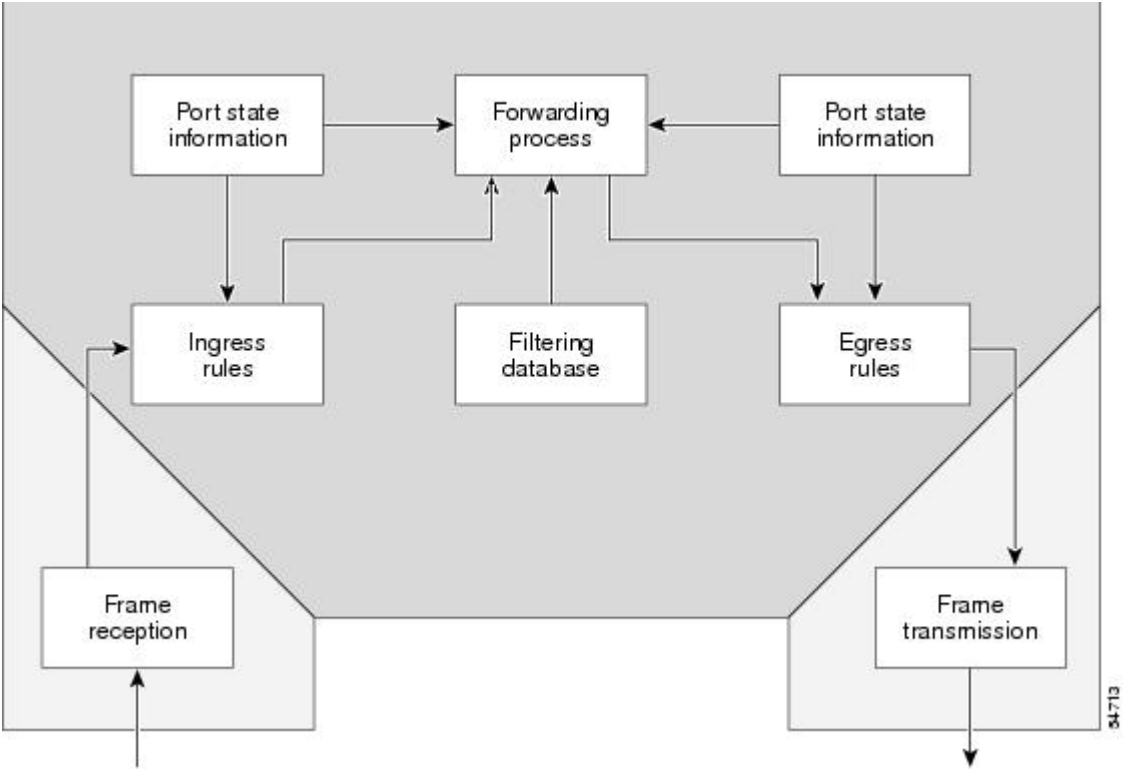 Port state
information
Forwarding
process
Port state
information
Ingress
rules
Filtering
database
Egress
rules
Frame
reception
Frame
transmission
54713